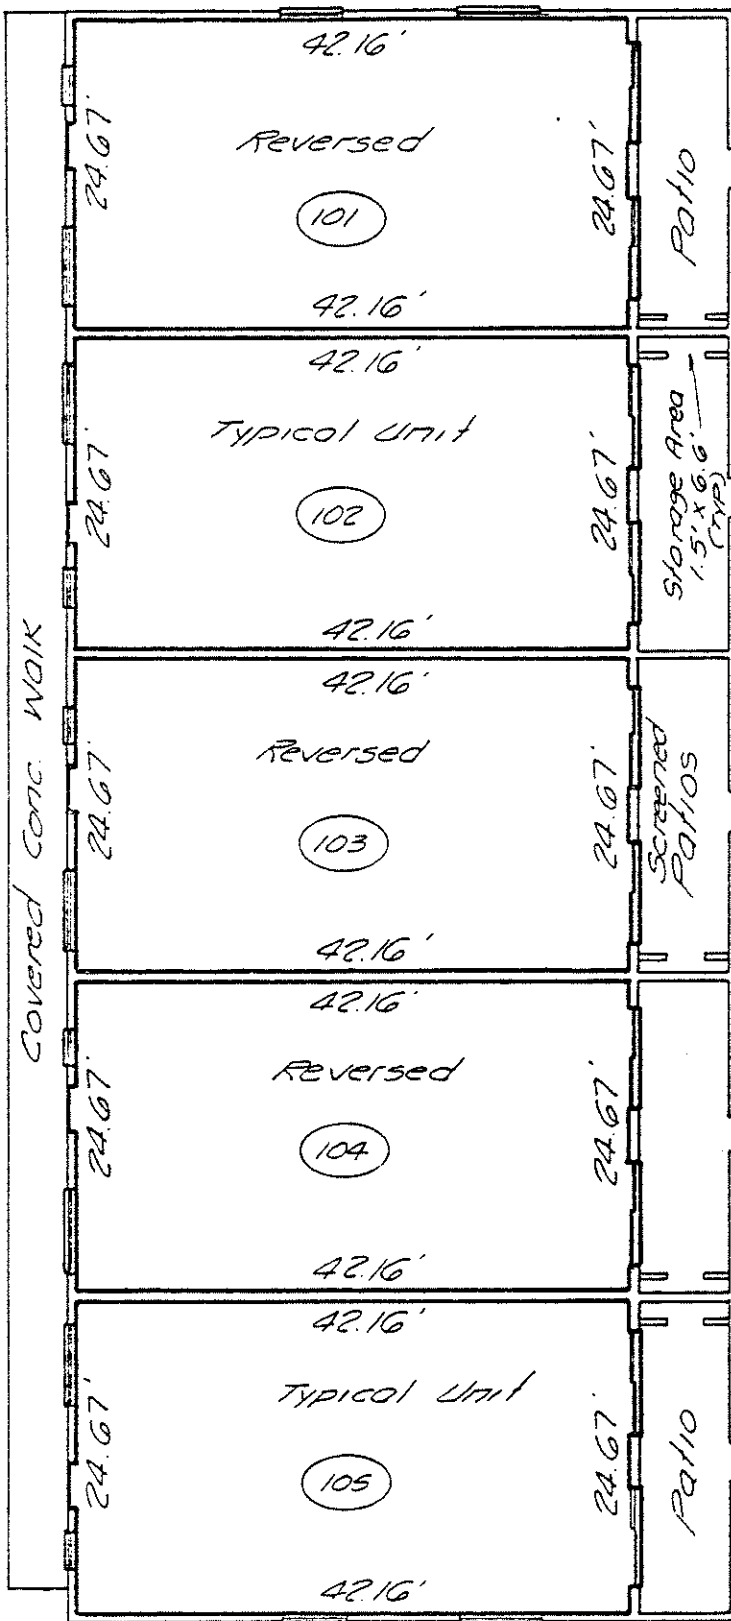 Covered Conc. Walk
42.16'
24.67'
Reversed
101
24.67'
42.16'
Patio
42.16'
24.67'
Typical Unit
102
24.67'
42.16'
Storage Area
1.5' x 6.6'
(TYP)
42.16'
24.67'
Reversed
103
24.67'
42.16'
Screened
Patios
42.16'
24.67'
Reversed
104
24.67'
42.16'
42.16'
24.67'
Typical Unit
105
24.67'
42.16'
Patio